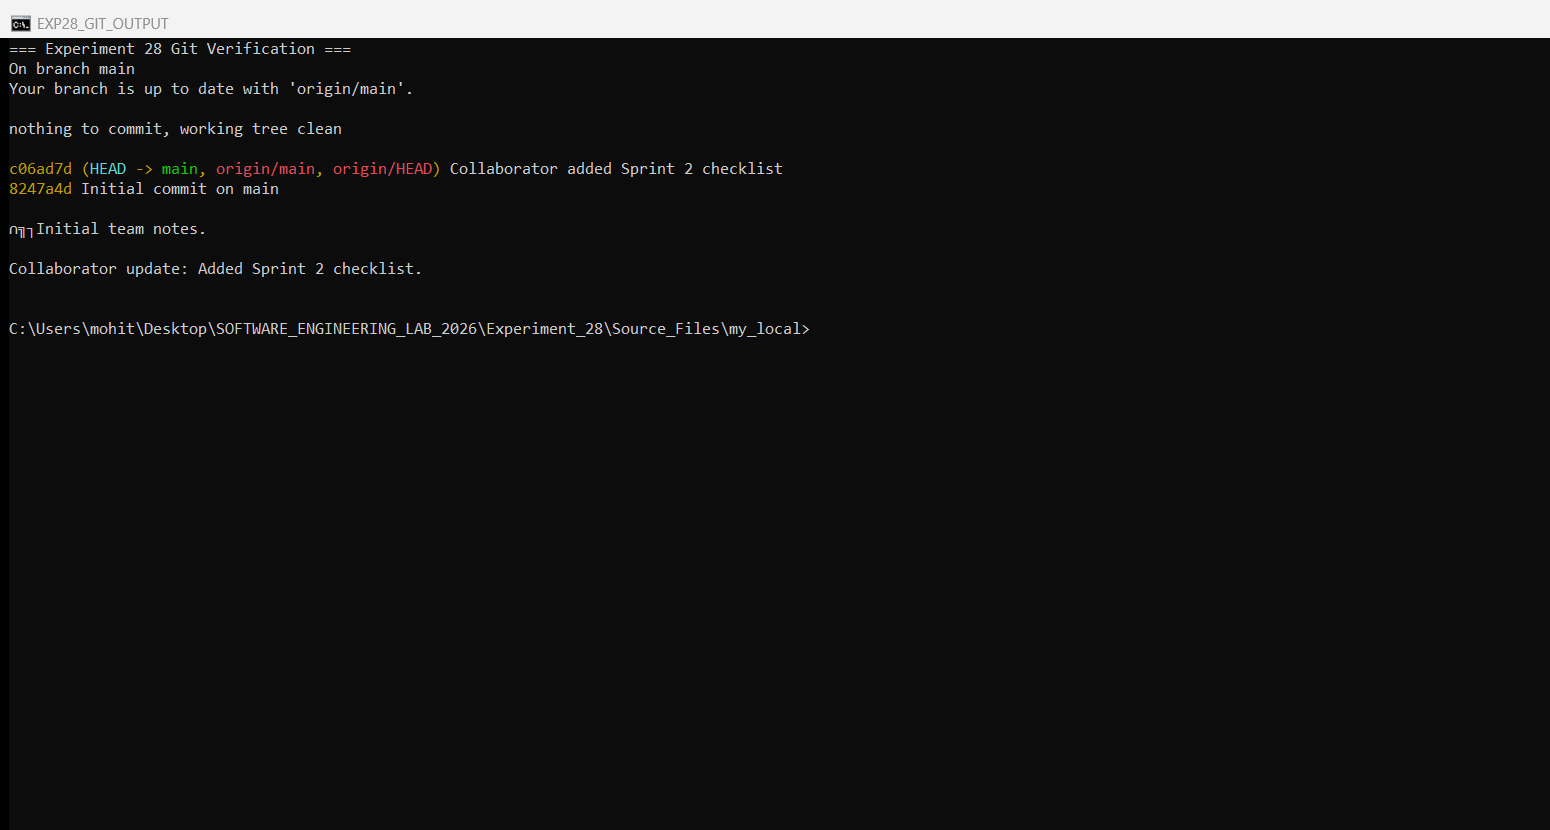 EXP28_GIT_OUTPUT
=== Experiment 28 Git Verification ===
On branch main
Your branch is up to date with 'origin/main'.
nothing to commit, working tree clean
c06ad7d (HEAD -> main, origin/main, origin/HEAD) Collaborator added Sprint 2 checklist
8247a4d Initial commit on main
∩╗┐Initial team notes.
Collaborator update: Added Sprint 2 checklist.
C:\Users\mohit\Desktop\SOFTWARE_ENGINEERING_LAB_2026\Experiment_28\Source_Files\my_local>